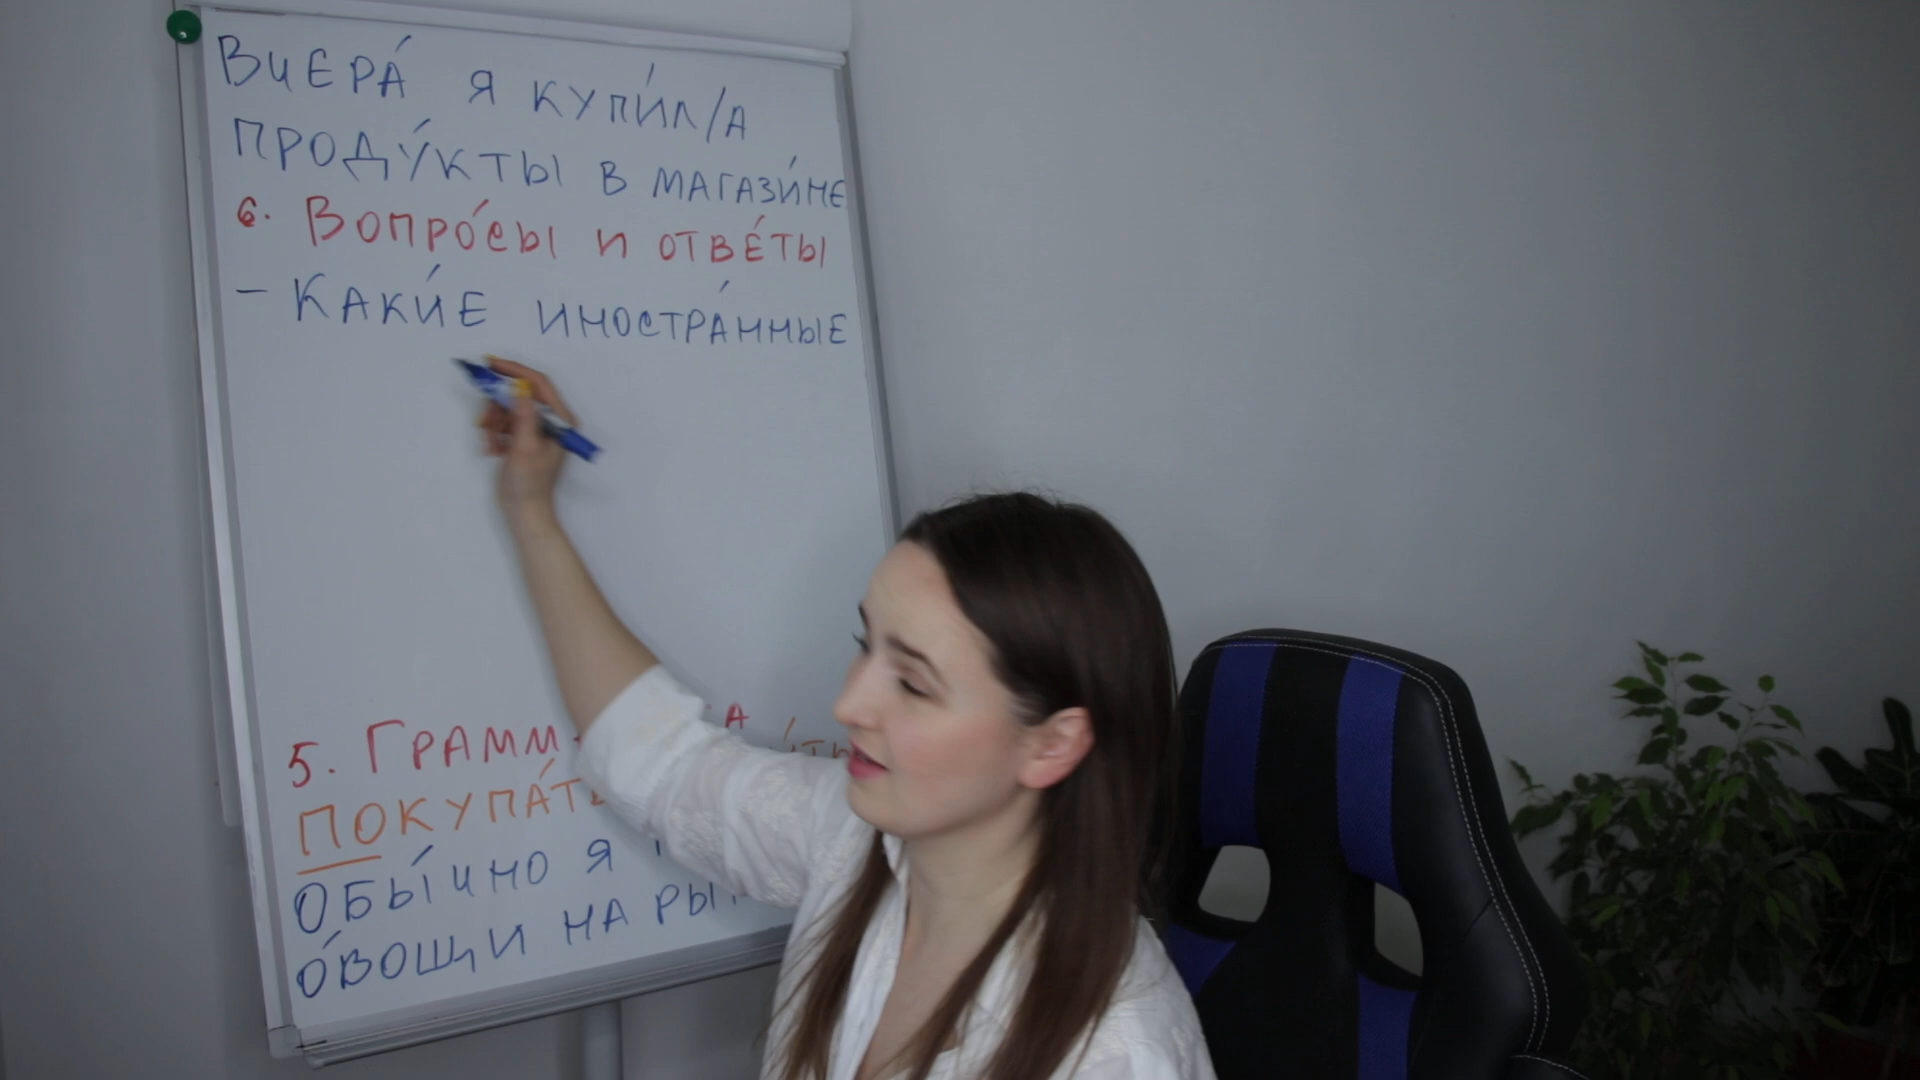 Вчера́ я купи́л/а
проду́кты в магази́не
6. Вопро́сы и отве́ты
– Каки́е иностра́нные
5. Грамм
покупа́ть
Обы́чно я
о́вощи на